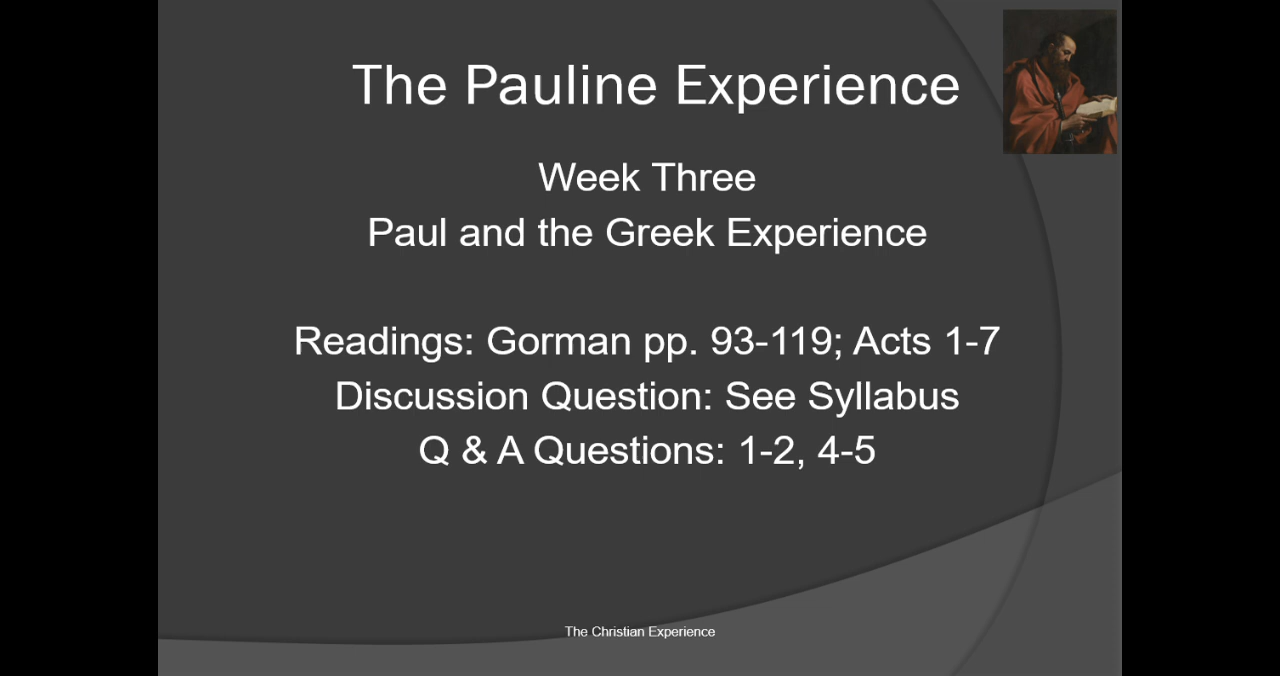 The Pauline Experience
Week Three
Paul and the Greek Experience
Readings: Gorman pp. 93-119; Acts 1-7
Discussion Question: See Syllabus
Q & A Questions: 1-2, 4-5
The Christian Experience